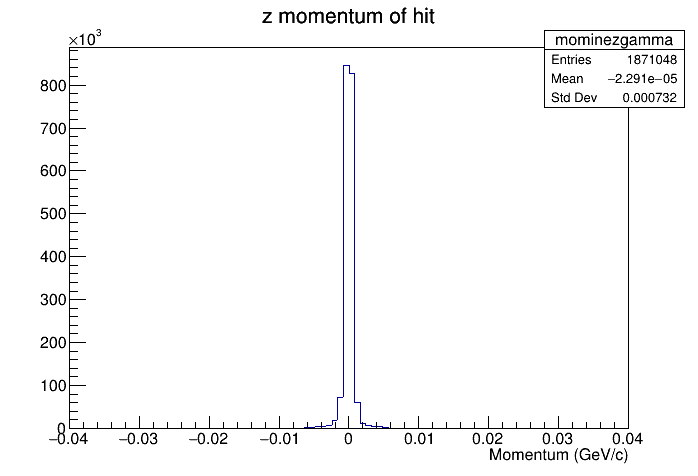 z momentum of hit
×10³
mominezgamma
Entries 1871048
Mean −2.291e−05
Std Dev 0.000732
800
700
600
500
400
300
200
100
0
−0.04 −0.03 −0.02 −0.01 0 0.01 0.02 0.03 0.04
Momentum (GeV/c)